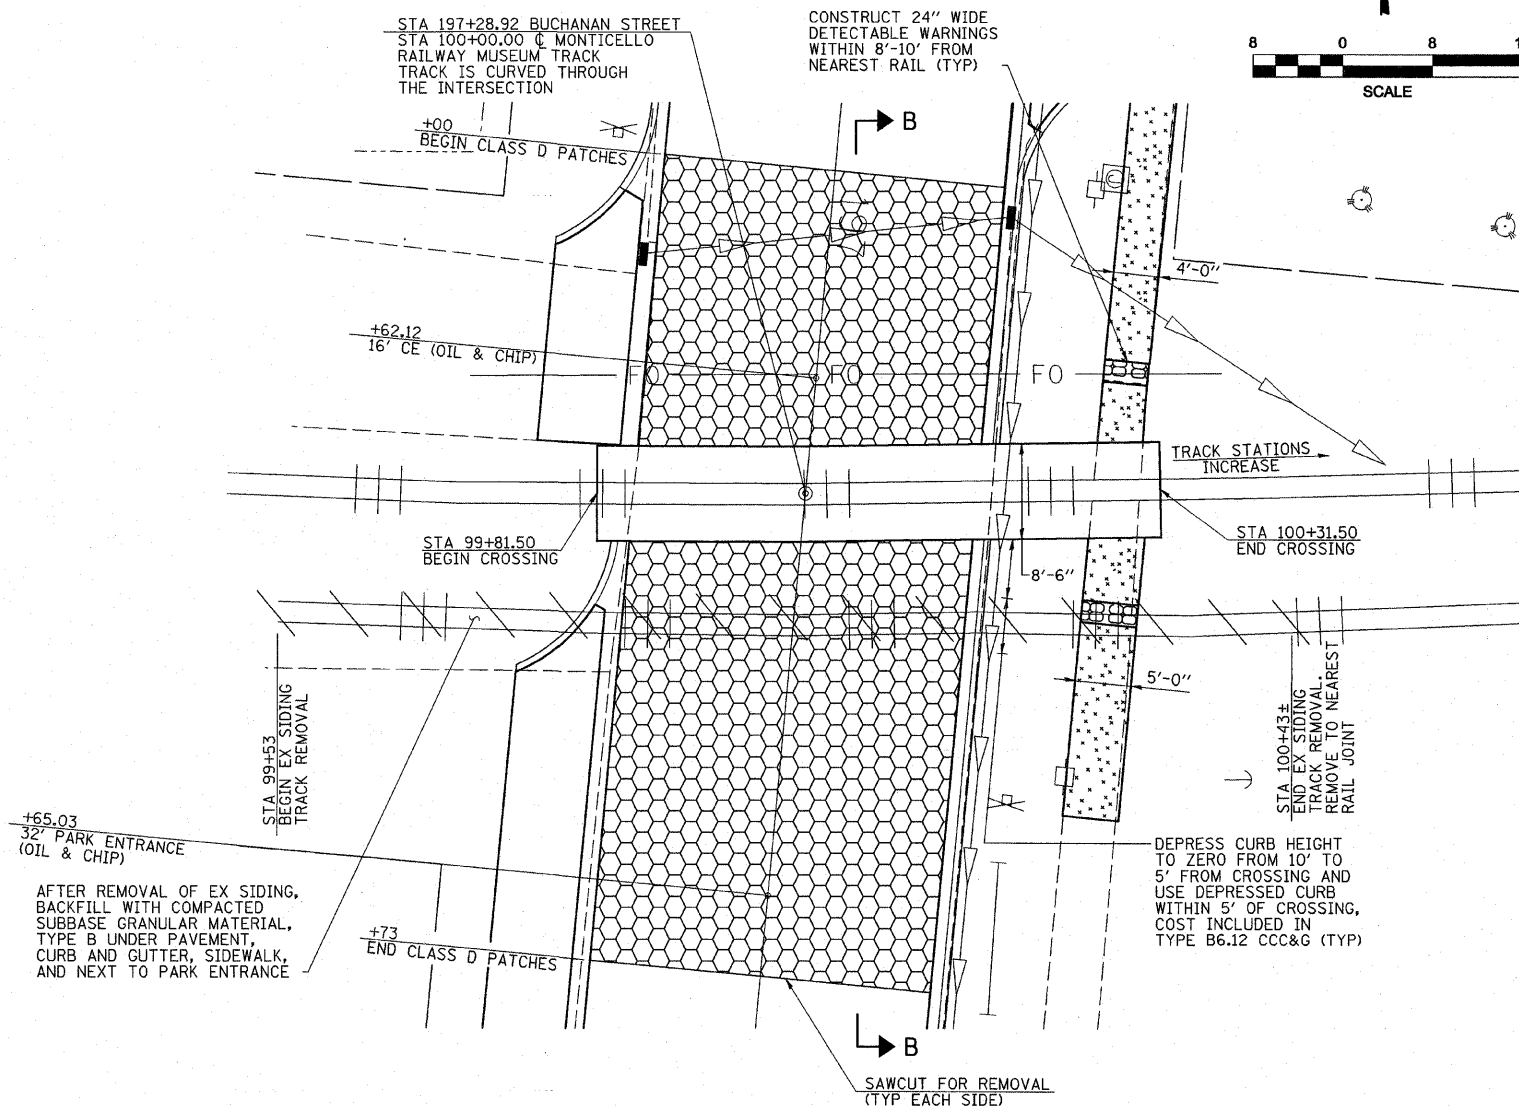 STA 197+28.92 BUCHANAN STREET
STA 100+00.00 ℄ MONTICELLO
RAILWAY MUSEUM TRACK
TRACK IS CURVED THROUGH
THE INTERSECTION
CONSTRUCT 24" WIDE
DETECTABLE WARNINGS
WITHIN 8'-10' FROM
NEAREST RAIL (TYP)
8 0 8
SCALE
+00
BEGIN CLASS D PATCHES
B
4'-0"
+62.12
16' CE (OIL & CHIP)
FO FO FO
TRACK STATIONS
INCREASE
STA 99+81.50
BEGIN CROSSING
STA 100+31.50
END CROSSING
8'-6"
5'-0"
STA 99+53
BEGIN EX SIDING
TRACK REMOVAL
STA 100+43±
END EX SIDING
TRACK REMOVAL.
REMOVE TO NEAREST
RAIL JOINT
+65.03
32' PARK ENTRANCE
(OIL & CHIP)
AFTER REMOVAL OF EX SIDING,
BACKFILL WITH COMPACTED
SUBBASE GRANULAR MATERIAL,
TYPE B UNDER PAVEMENT,
CURB AND GUTTER, SIDEWALK,
AND NEXT TO PARK ENTRANCE
DEPRESS CURB HEIGHT
TO ZERO FROM 10' TO
5' FROM CROSSING AND
USE DEPRESSED CURB
WITHIN 5' OF CROSSING,
COST INCLUDED IN
TYPE B6.12 CCC&G (TYP)
+73
END CLASS D PATCHES
B
SAWCUT FOR REMOVAL
(TYP EACH SIDE)